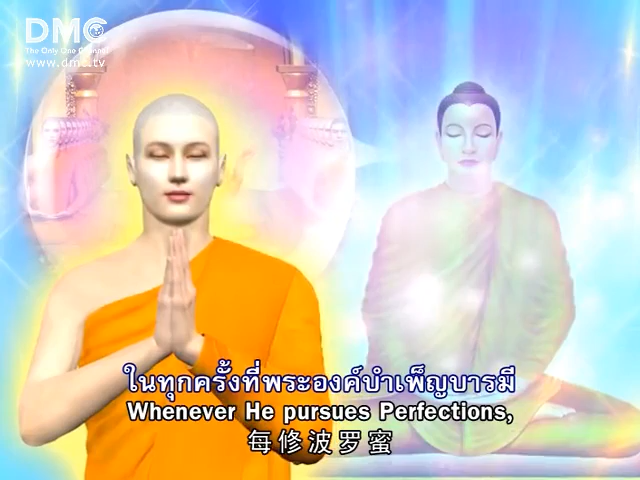 DMC
The Only One Channel
www.dmc.tv
ในทุกครั้งที่พระองค์บำเพ็ญบารมี
Whenever He pursues Perfections,
每修波罗蜜